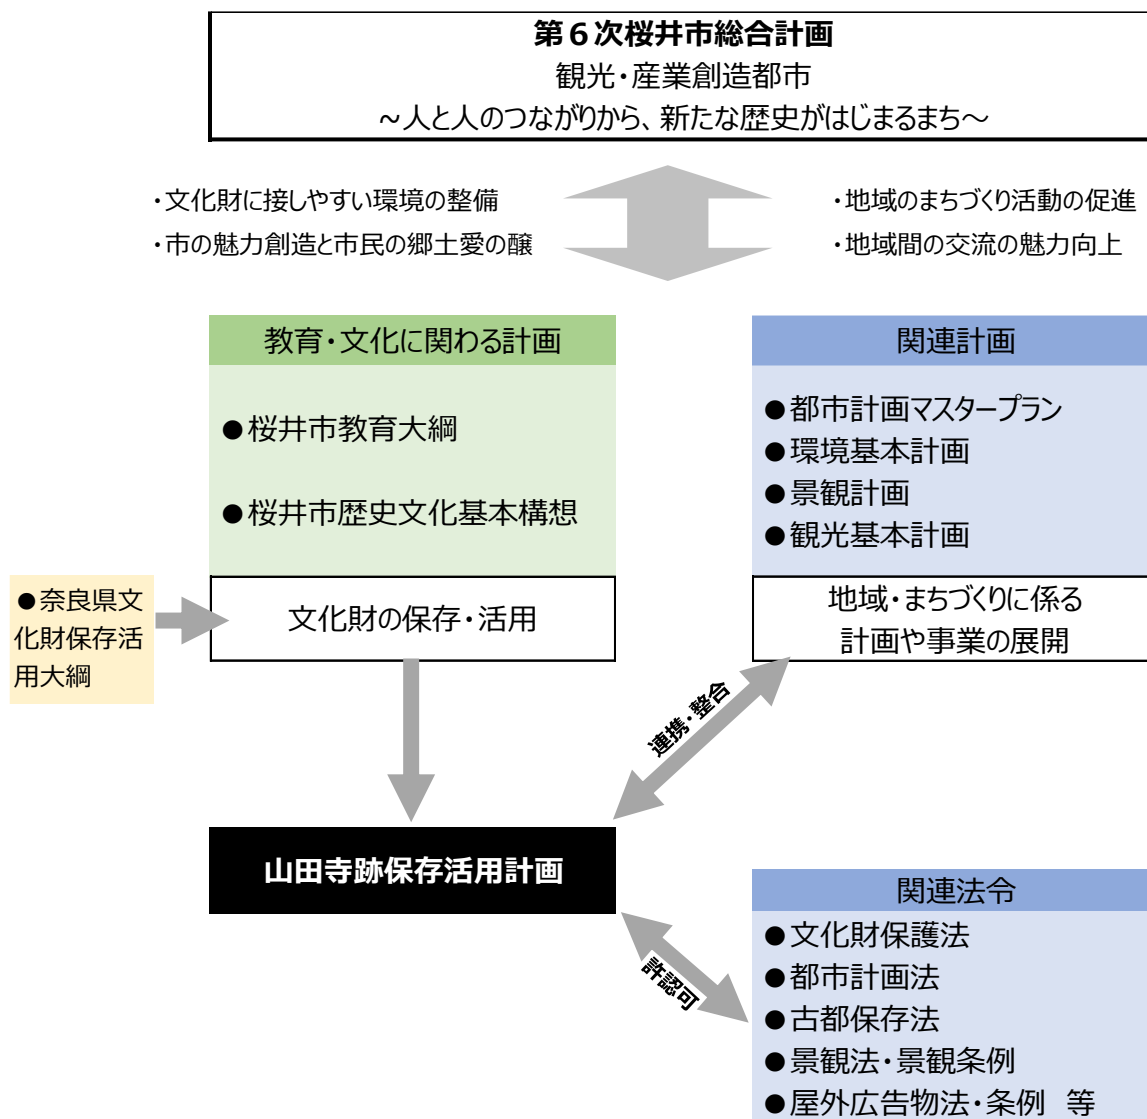 第６次桜井市総合計画
観光・産業創造都市
~人と人のつながりから、新たな歴史がはじまるまち～
・文化財に接しやすい環境の整備
・市の魅力創造と市民の郷土愛の醸
・地域のまちづくり活動の促進
・地域間の交流の魅力向上
教育・文化に関わる計画
●桜井市教育大綱
●桜井市歴史文化基本構想
文化財の保存・活用
関連計画
●都市計画マスタープラン
●環境基本計画
●景観計画
●観光基本計画
地域・まちづくりに係る
計画や事業の展開
●奈良県文
化財保存活
用大綱
連携・整合
山田寺跡保存活用計画
許認可
関連法令
●文化財保護法
●都市計画法
●古都保存法
●景観法・景観条例
●屋外広告物法・条例　等